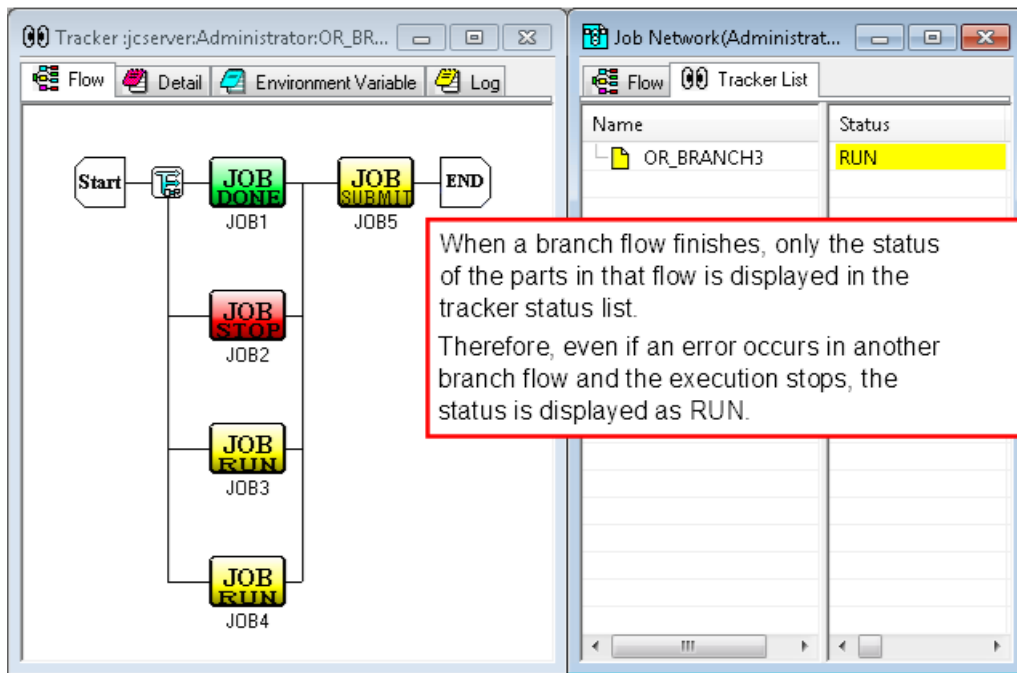 Tracker :jcserver:Administrator:OR_BR...
Flow Detail Environment Variable Log
Start
OR
JOB DONE
JOB1
JOB SUBMIT
JOB5
END
JOB STOP
JOB2
JOB RUN
JOB3
JOB RUN
JOB4
Job Network(Administrat...
Flow Tracker List
Name Status
OR_BRANCH3 RUN
When a branch flow finishes, only the status
of the parts in that flow is displayed in the
tracker status list.
Therefore, even if an error occurs in another
branch flow and the execution stops, the
status is displayed as RUN.